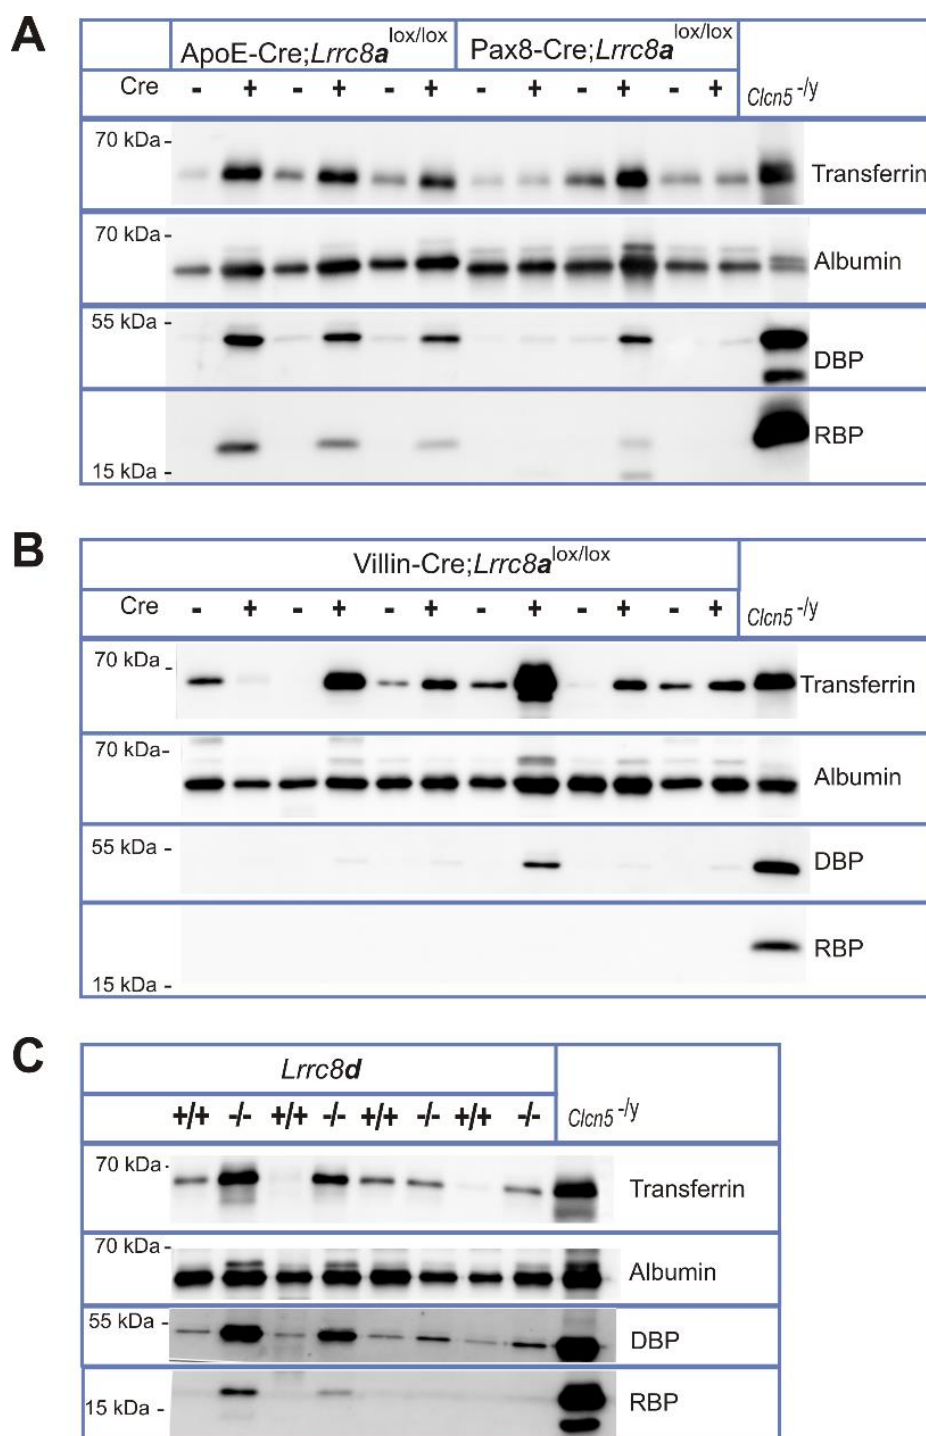 A
ApoE-Cre;Lrrc8a lox/lox Pax8-Cre;Lrrc8a lox/lox
Cre - + - + - + - + - + - + Clcn5 -/y
70 kDa - Transferrin
70 kDa - Albumin
55 kDa - DBP
RBP
15 kDa -
B
Villin-Cre;Lrrc8a lox/lox
Cre - + - + - + - + - + - + Clcn5 -/y
70 kDa - Transferrin
70 kDa- Albumin
55 kDa - DBP
RBP
15 kDa -
C
Lrrc8d
+/+ -/- +/+ -/- +/+ -/- +/+ -/- Clcn5 -/y
70 kDa- Transferrin
70 kDa - Albumin
55 kDa - DBP
RBP
15 kDa -